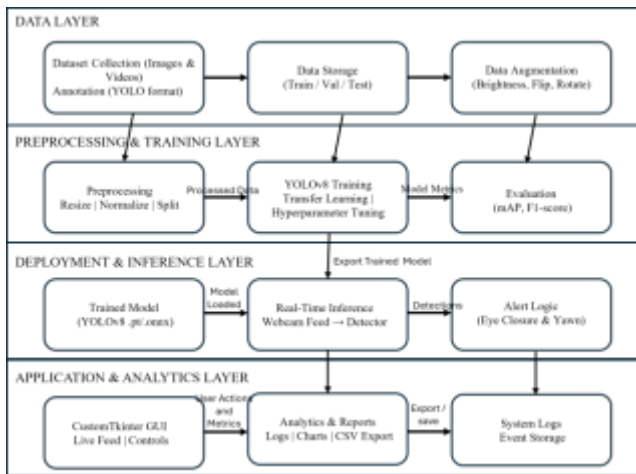 DATA LAYER
Dataset Collection (Images &
Videos)
Annotation (YOLO format)
Data Storage
(Train / Val / Test)
Data Augmentation
(Brightness, Flip, Rotate)
PREPROCESSING & TRAINING LAYER
Preprocessing
Resize | Normalize | Split
Processed Data
YOLOv8 Training
Transfer Learning |
Hyperparameter Tuning
Model Metrics
Evaluation
(mAP, F1-score)
Export Trained Model
DEPLOYMENT & INFERENCE LAYER
Trained Model
(YOLOv8 .pt/.onnx)
Model
Loaded
Real-Time Inference
Webcam Feed → Detector
Detections
Alert Logic
(Eye Closure & Yawn)
APPLICATION & ANALYTICS LAYER
CustomTkinter GUI
Live Feed | Controls
User Actions
and
Metrics
Analytics & Reports
Logs | Charts | CSV Export
Export /
save
System Logs
Event Storage